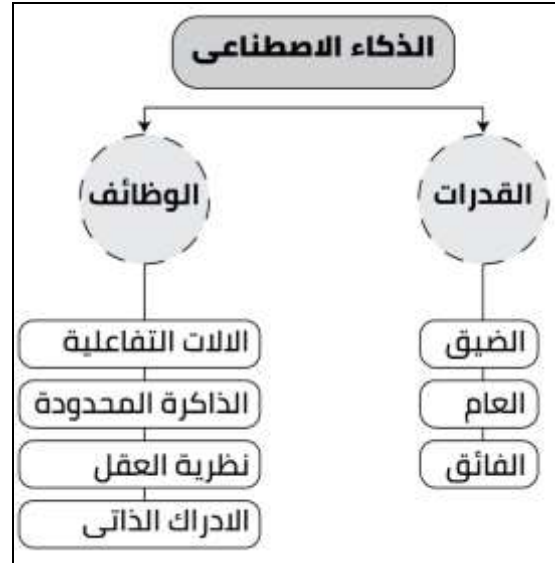 الذكاء الاصطناعى
القدرات
الوظائف
الضيق
العام
الفائق
الالات التفاعلية
الذاكرة المحدودة
نظرية العقل
الادراك الذاتى